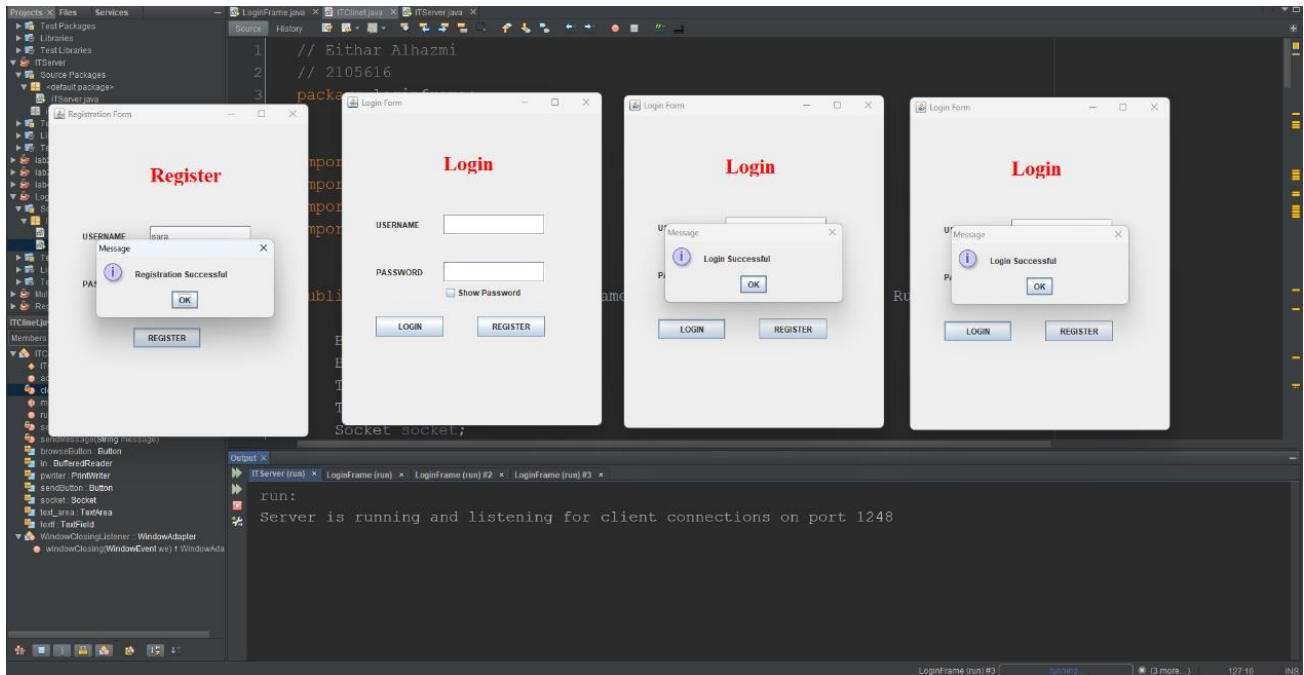 Projects × Files Services
LoginFrame.java × ITClinet.java × ITServer.java ×
Source History
Test Packages
Libraries
Test Libraries
ITServer
Source Packages
<default package>
ITServer.java
1 // Eithar Alhazmi
2 // 2105616
3 packa
Registration Form
Register
USERNAME sara
Message
Registration Successful
OK
REGISTER
Login Form
Login
USERNAME
PASSWORD
Show Password
LOGIN REGISTER
Login Form
Login
Message
Login Successful
OK
LOGIN REGISTER
Login Form
Login
Message
Login Successful
OK
LOGIN REGISTER
Socket socket;
Members
sendMessage(String message)
browseButton : Button
in : BufferedReader
pwriter : PrintWriter
sendButton : Button
socket : Socket
text_area : TextArea
textf : TextField
WindowClosingListener :: WindowAdapter
windowClosing(WindowEvent we) ↑ WindowAda
Output ×
ITServer (run) × LoginFrame (run) × LoginFrame (run) #2 × LoginFrame (run) #3 ×
run:
Server is running and listening for client connections on port 1248
LoginFrame (run) #3 running... (3 more...) 127:10 INS